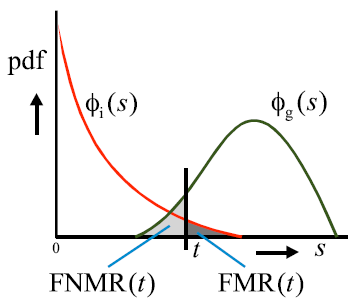 pdf
ϕi(s)
ϕg(s)
0
t
s
FNMR(t)
FMR(t)